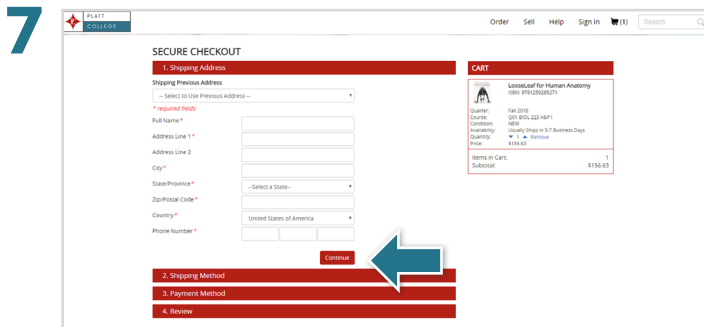 7
PLATT
COLLEGE
Order Sell Help Sign In (1) Search
SECURE CHECKOUT
1. Shipping Address
Shipping Previous Address
-- Select to Use Previous Address --
* required fields
Full Name*
Address Line 1*
Address Line 2
City*
State/Province*
--Select a State--
Zip/Postal Code*
Country*
United States of America
Phone Number*
Continue
2. Shipping Method
3. Payment Method
4. Review
CART
LooseLeaf for Human Anatomy
ISBN: 9781259285271
Quarter: Fall 2018
Course: Q01 BIOL 223 A&P I
Condition: NEW
Availability: Usually Ships in 5-7 Business Days
Quantity: 1 Remove
Price: $156.63
Items in Cart: 1
Subtotal: $156.63